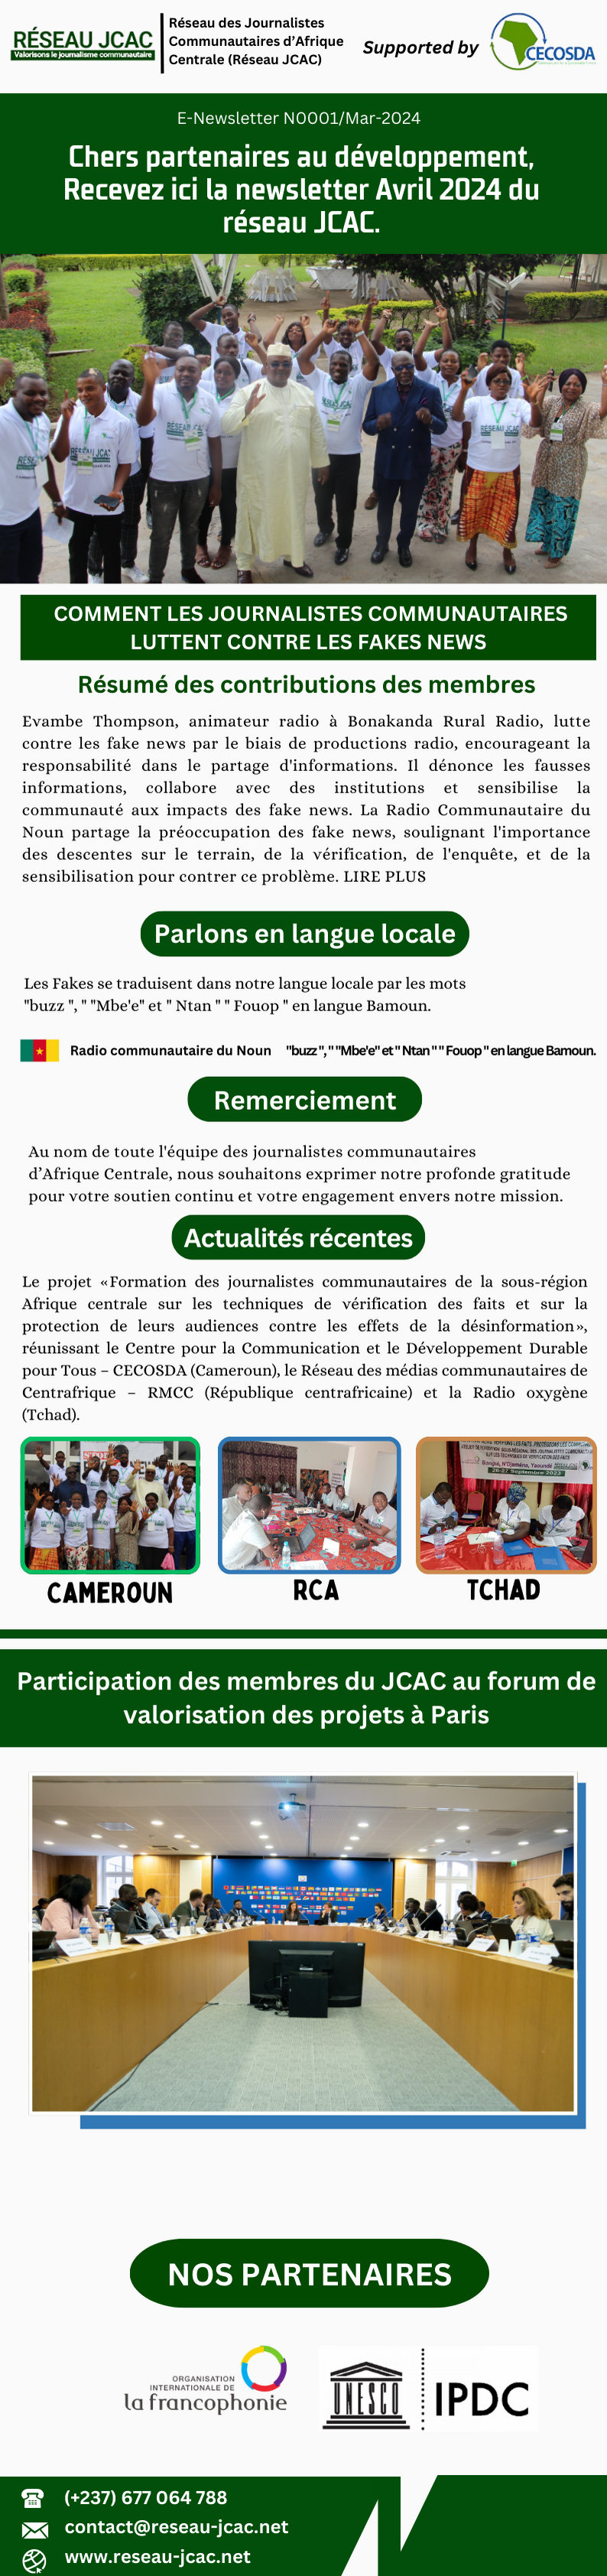 RÉSEAU JCAC
Valorisons le journalisme communautaire
Réseau des Journalistes
Communautaires d'Afrique
Centrale (Réseau JCAC)
Supported by
CECOSDA
E-Newsletter N0001/Mar-2024
Chers partenaires au développement,
Recevez ici la newsletter Avril 2024 du
réseau JCAC.
COMMENT LES JOURNALISTES COMMUNAUTAIRES
LUTTENT CONTRE LES FAKES NEWS
Résumé des contributions des membres
Evambe Thompson, animateur radio à Bonakanda Rural Radio, lutte
contre les fake news par le biais de productions radio, encourageant la
responsabilité dans le partage d'informations. Il dénonce les fausses
informations, collabore avec des institutions et sensibilise la
communauté aux impacts des fake news. La Radio Communautaire du
Noun partage la préoccupation des fake news, soulignant l'importance
des descentes sur le terrain, de la vérification, de l'enquête, et de la
sensibilisation pour contrer ce problème. LIRE PLUS
Parlons en langue locale
Les Fakes se traduisent dans notre langue locale par les mots
"buzz ", " "Mbe'e" et " Ntan " " Fouop " en langue Bamoun.
Radio communautaire du Noun "buzz ", " "Mbe'e" et " Ntan " " Fouop " en langue Bamoun.
Remerciement
Au nom de toute l'équipe des journalistes communautaires
d'Afrique Centrale, nous souhaitons exprimer notre profonde gratitude
pour votre soutien continu et votre engagement envers notre mission.
Actualités récentes
Le projet «Formation des journalistes communautaires de la sous-région
Afrique centrale sur les techniques de vérification des faits et sur la
protection de leurs audiences contre les effets de la désinformation»,
réunissant le Centre pour la Communication et le Développement Durable
pour Tous – CECOSDA (Cameroun), le Réseau des médias communautaires de
Centrafrique – RMCC (République centrafricaine) et la Radio oxygène
(Tchad).
Bangui, N'Djaména, Yaoundé
26-27 Septembre 2023
CAMEROUN
RCA
TCHAD
Participation des membres du JCAC au forum de
valorisation des projets à Paris
NOS PARTENAIRES
ORGANISATION
INTERNATIONALE DE
la francophonie
UNESCO
IPDC
(+237) 677 064 788
contact@reseau-jcac.net
www.reseau-jcac.net